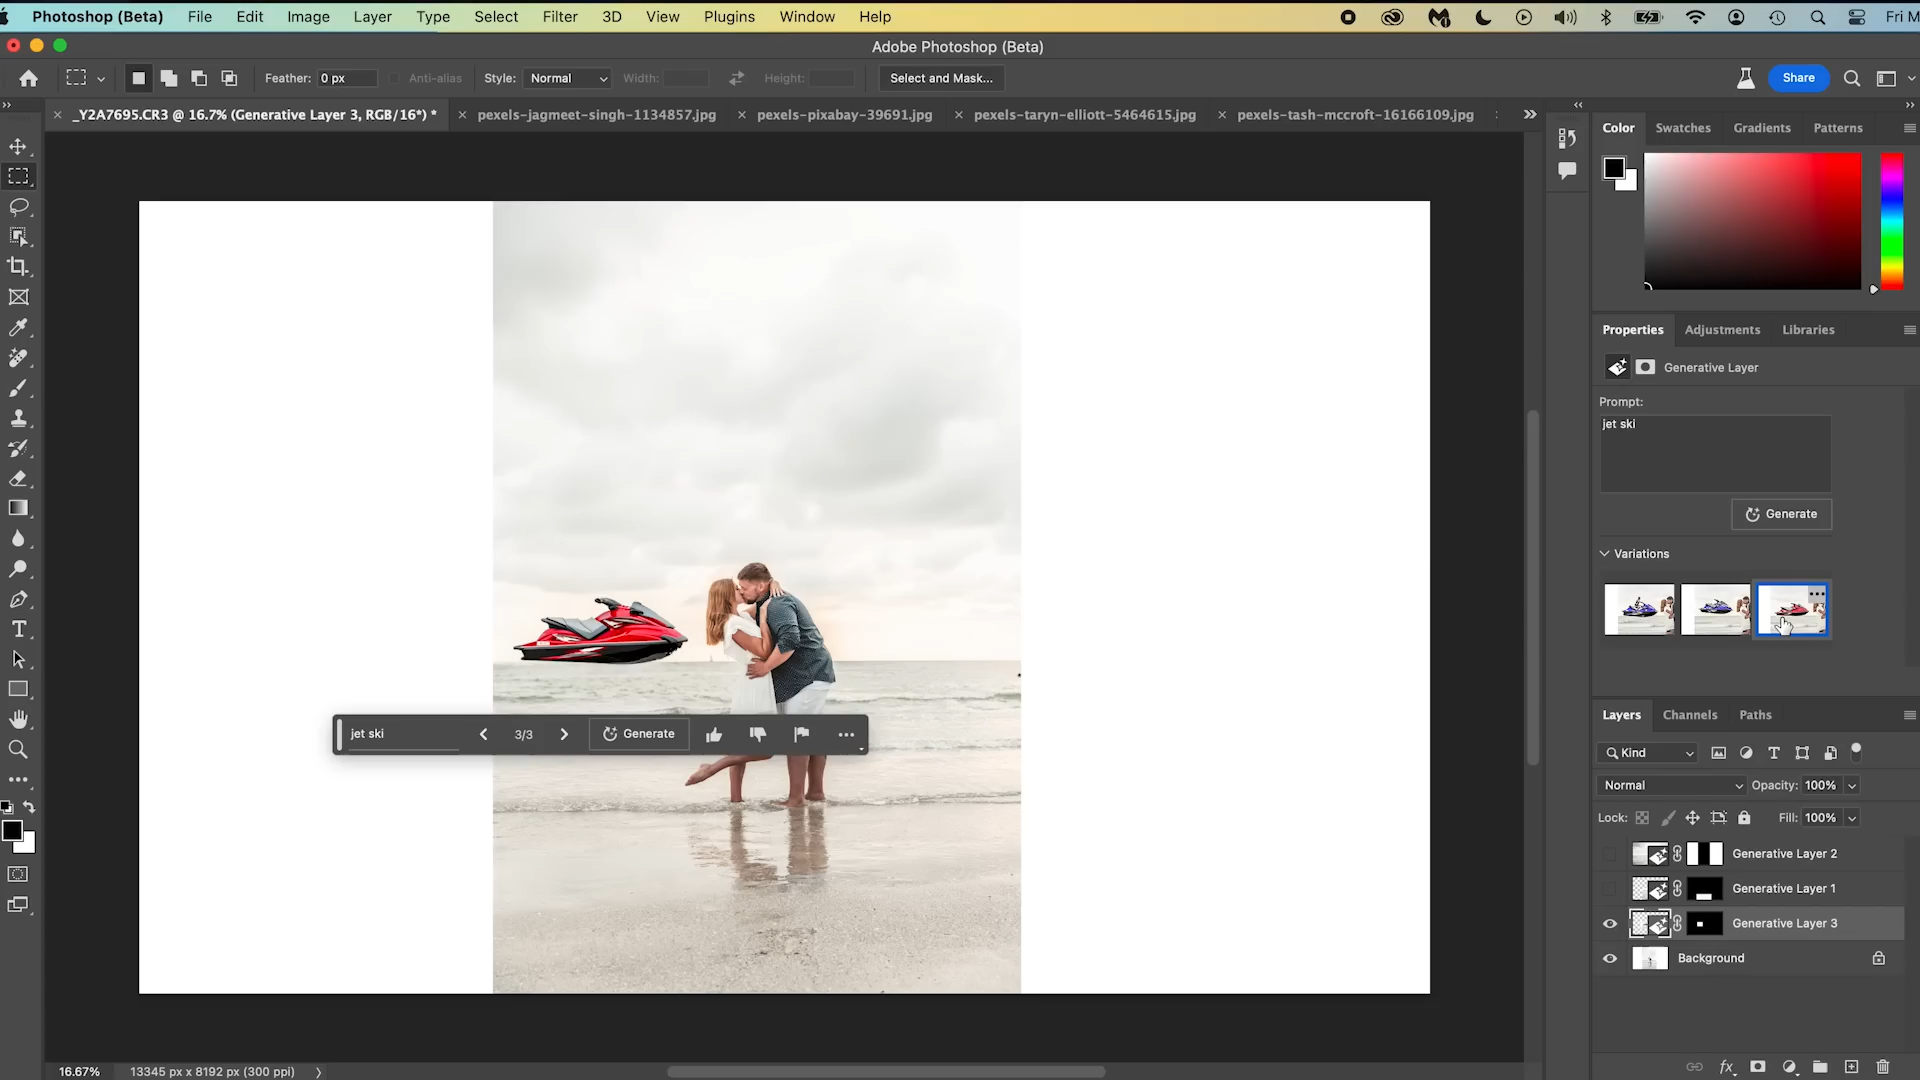 Photoshop (Beta) File Edit Image Layer Type Select Filter 3D View Plugins Window Help Fri M
Adobe Photoshop (Beta)
Feather: 0 px Anti-alias Style: Normal Width: Height: Select and Mask... Share
_Y2A7695.CR3 @ 16.7% (Generative Layer 3, RGB/16*) * pexels-jagmeet-singh-1134857.jpg pexels-pixabay-39691.jpg pexels-taryn-elliott-5464615.jpg pexels-tash-mccroft-16166109.jpg
Color Swatches Gradients Patterns
Properties Adjustments Libraries
Generative Layer
Prompt:
jet ski
Generate
Variations
jet ski 3/3 Generate
Layers Channels Paths
Kind
Normal Opacity: 100%
Lock: Fill: 100%
Generative Layer 2
Generative Layer 1
Generative Layer 3
Background
16.67% 13345 px x 8192 px (300 ppi)